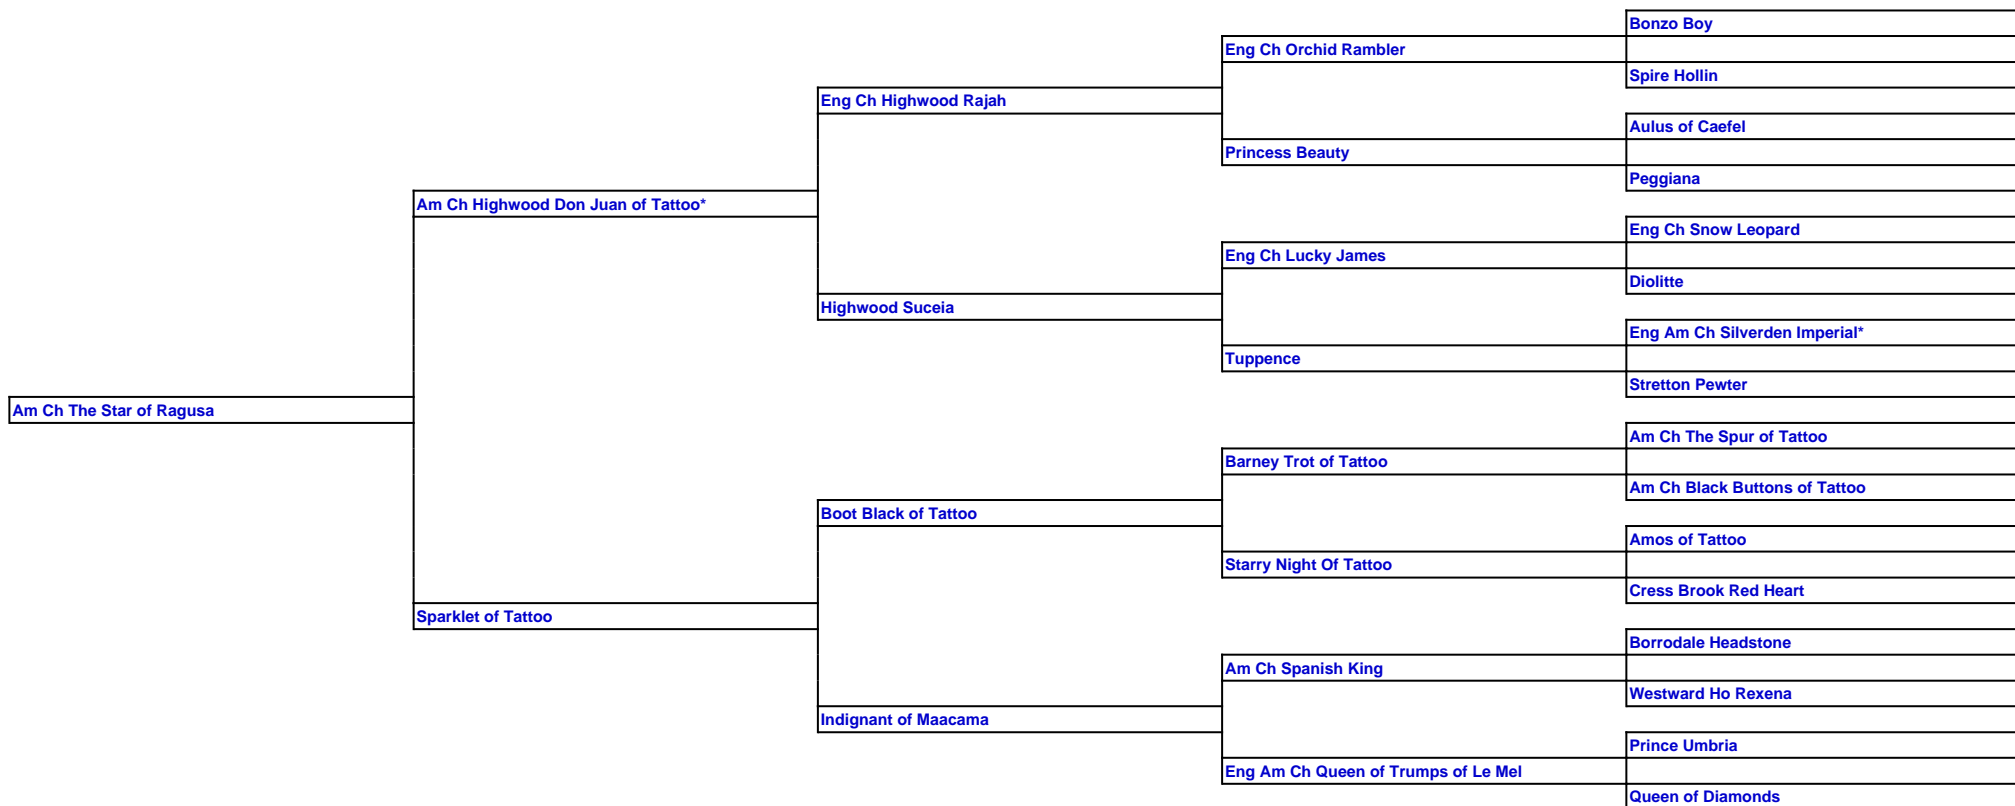 Bonzo Boy
Eng Ch Orchid Rambler
Spire Hollin
Eng Ch Highwood Rajah
Aulus of Caefel
Princess Beauty
Peggiana
Am Ch Highwood Don Juan of Tattoo*
Eng Ch Snow Leopard
Eng Ch Lucky James
Diolitte
Highwood Suceia
Eng Am Ch Silverden Imperial*
Tuppence
Stretton Pewter
Am Ch The Star of Ragusa
Am Ch The Spur of Tattoo
Barney Trot of Tattoo
Am Ch Black Buttons of Tattoo
Boot Black of Tattoo
Amos of Tattoo
Starry Night Of Tattoo
Cress Brook Red Heart
Sparklet of Tattoo
Borrodale Headstone
Am Ch Spanish King
Westward Ho Rexena
Indignant of Maacama
Prince Umbria
Eng Am Ch Queen of Trumps of Le Mel
Queen of Diamonds